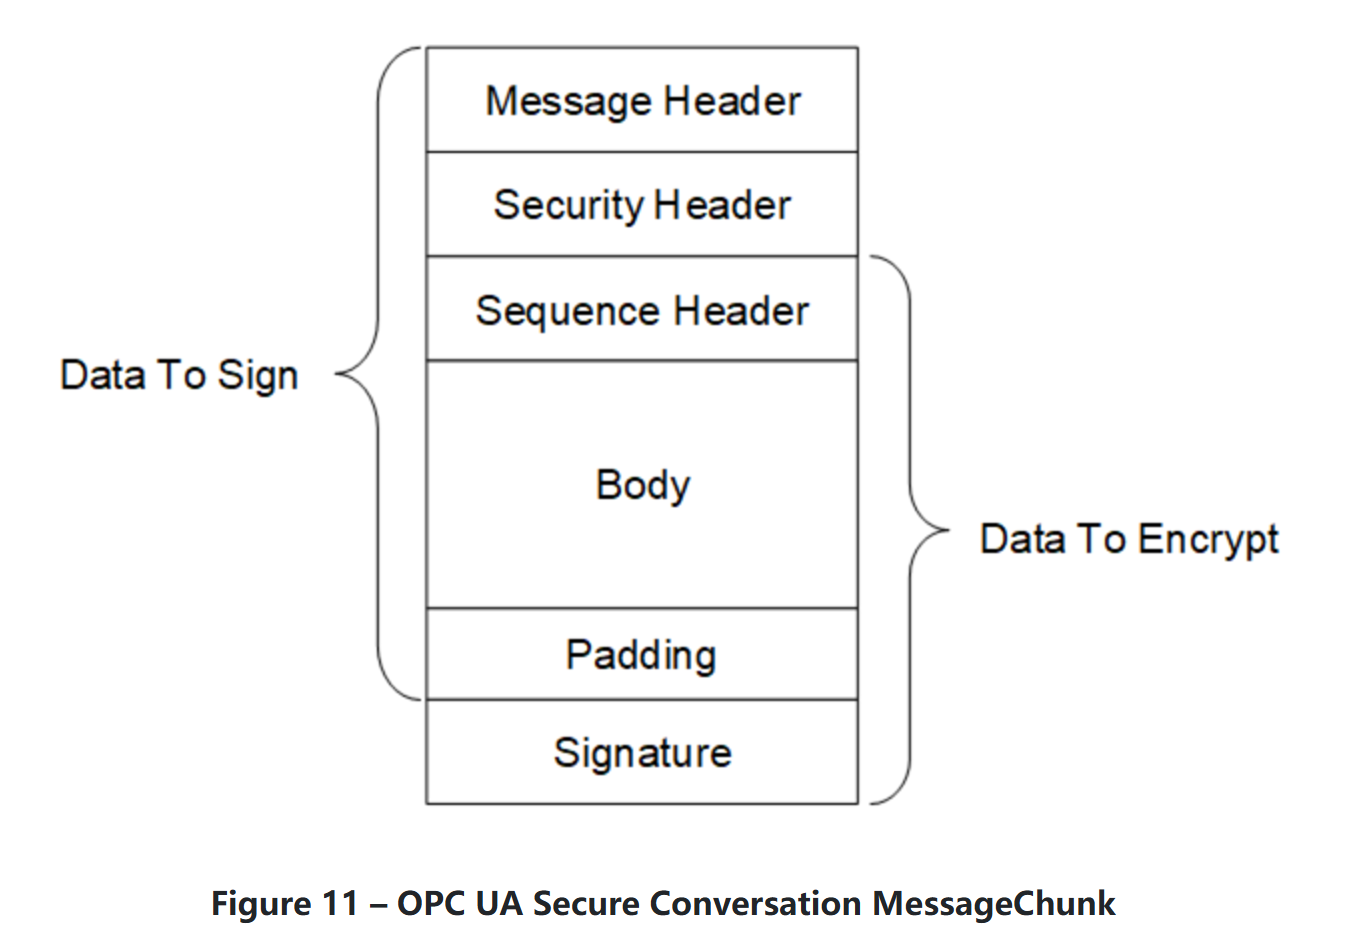 Message Header
Security Header
Sequence Header
Data To Sign
Body
Data To Encrypt
Padding
Signature
Figure 11 – OPC UA Secure Conversation MessageChunk